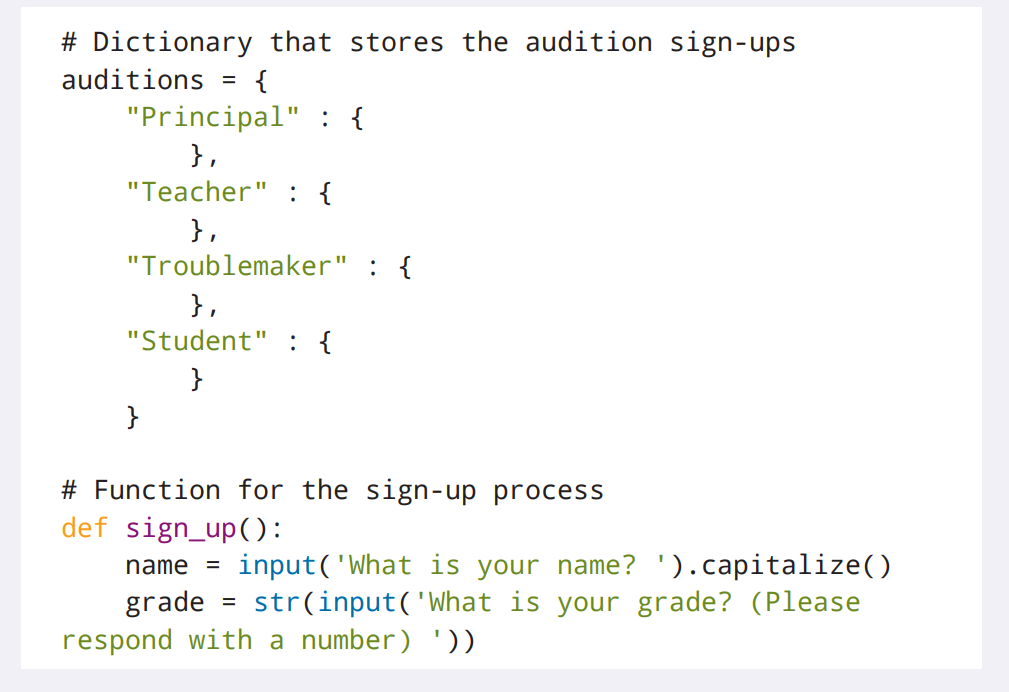 # Dictionary that stores the audition sign-ups
auditions = {
    "Principal" : {
        },
    "Teacher" : {
        },
    "Troublemaker" : {
        },
    "Student" : {
        }
    }

# Function for the sign-up process
def sign_up():
    name = input('What is your name? ').capitalize()
    grade = str(input('What is your grade? (Please
respond with a number) '))